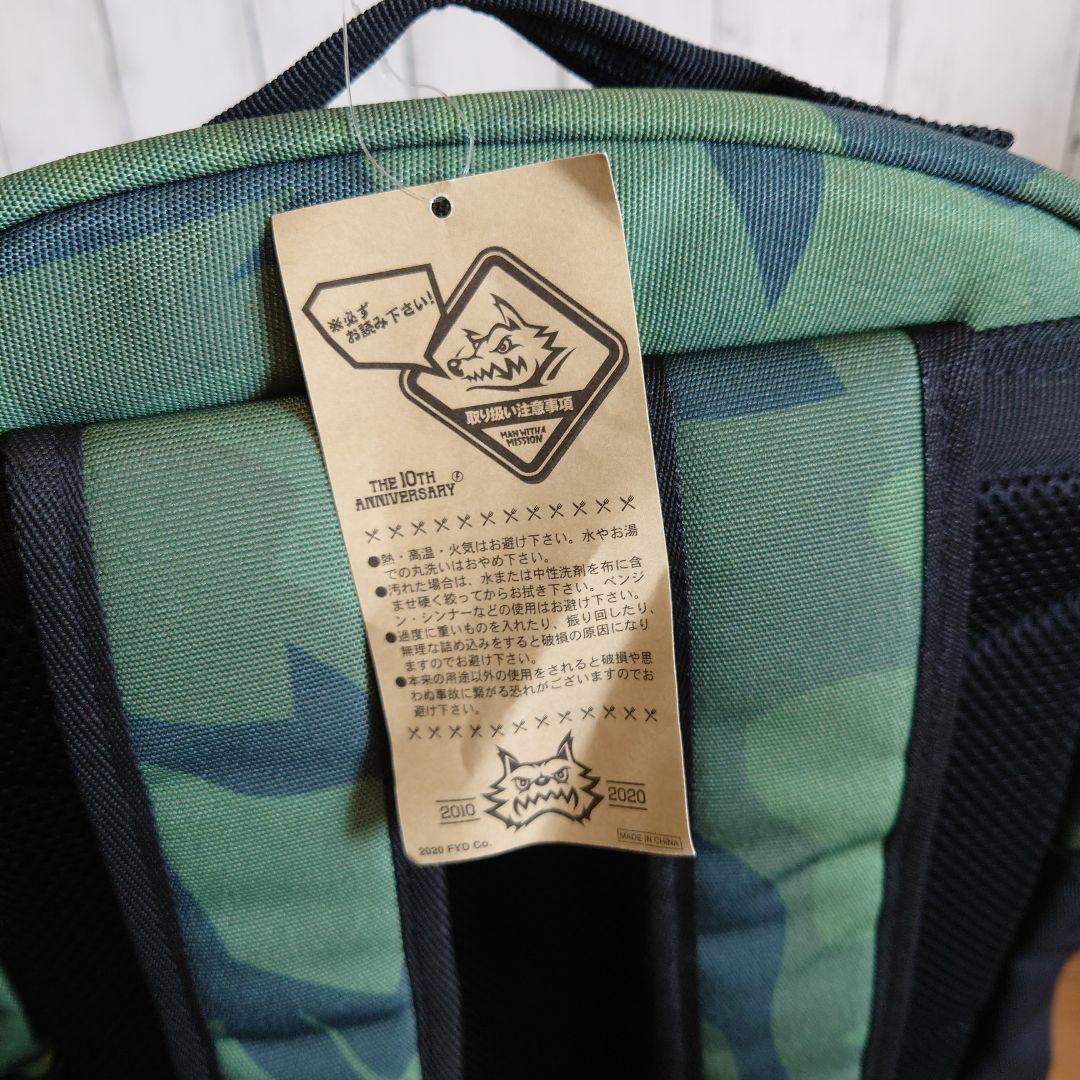 ※必ず
お読み下さい!
取り扱い注意事項
MAN WITH A
MISSION
THE 10TH
ANNIVERSARY
●熱・高温・火気はお避け下さい。水やお湯
での丸洗いはおやめ下さい。
●汚れた場合は、水または中性洗剤を布に含
ませ硬く絞ってからお拭き下さい。ベンジ
ン・シンナーなどの使用はお避け下さい。
●過度に重いものを入れたり、振り回したり、
無理な詰め込みをすると破損の原因になり
ますのでお避け下さい。
●本来の用途以外の使用をされると破損や思
わぬ事故に繋がる恐れがございますのでお
避け下さい。
2010
2020
2020 FYD Co.
MADE IN CHINA